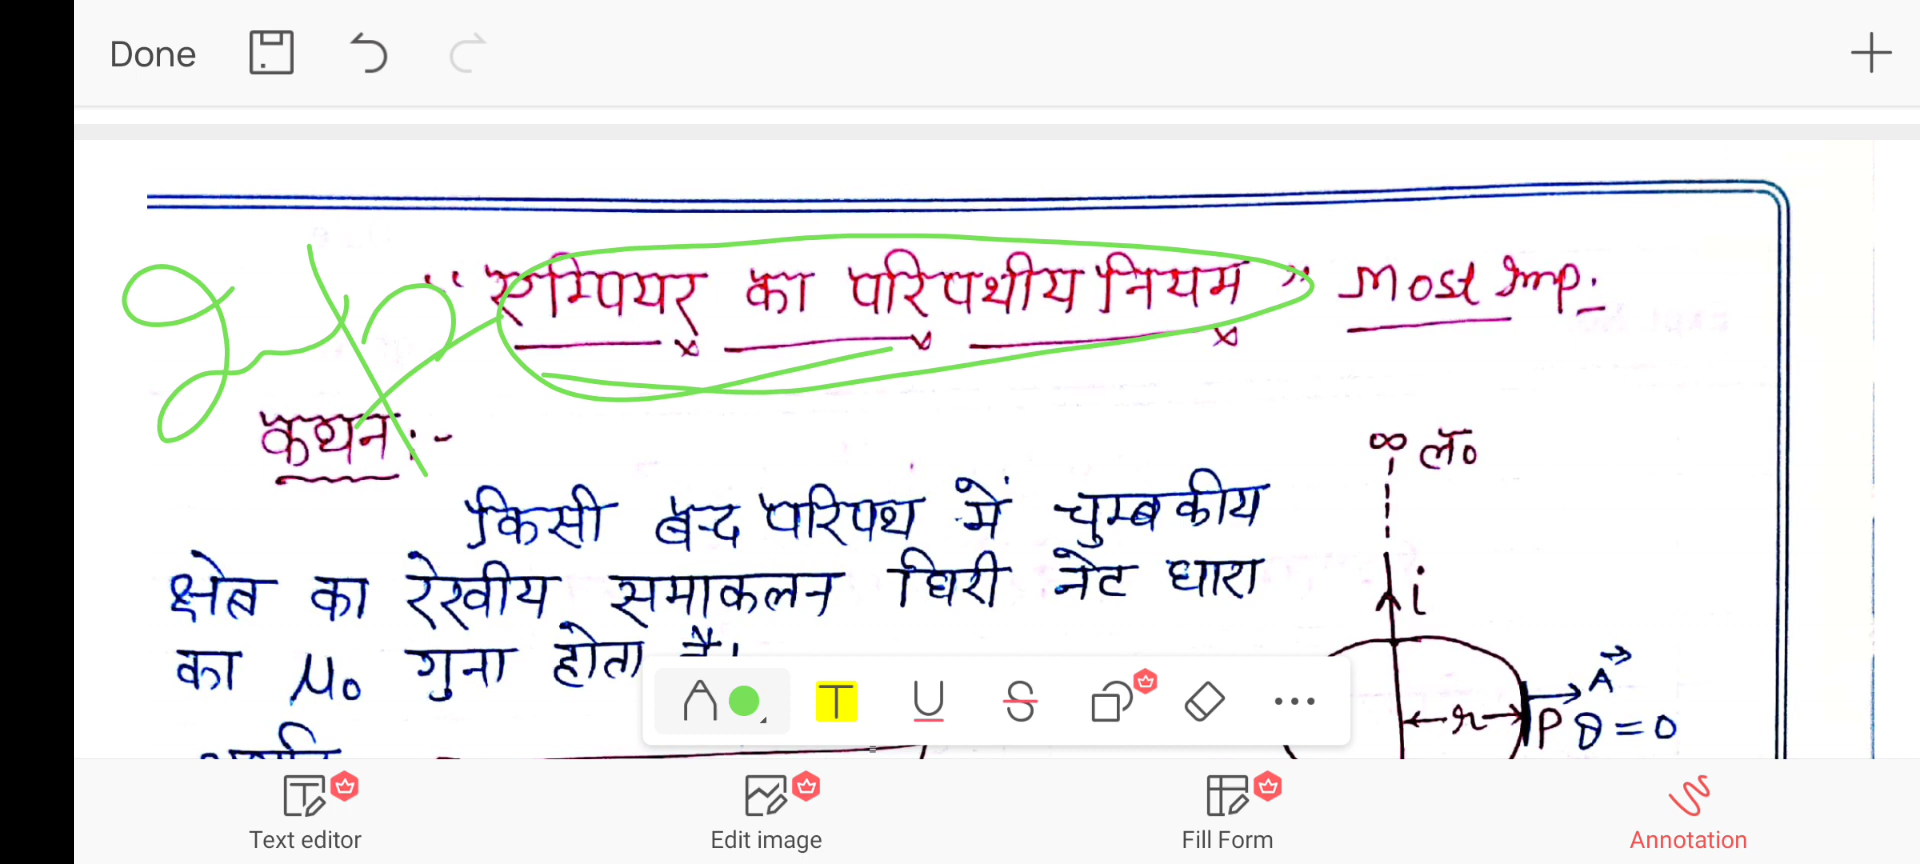 Done
“ एम्पियर का परिपथीय नियम ” Most Imp.
कथन :-
∞ लं०
किसी बन्द परिपथ में चुम्बकीय
क्षेत्र का रेखीय समाकलन घिरी नेट धारा
i
का μ₀ गुना होता है।
A
r P θ = 0
T U S
Text editor Edit image Fill Form Annotation